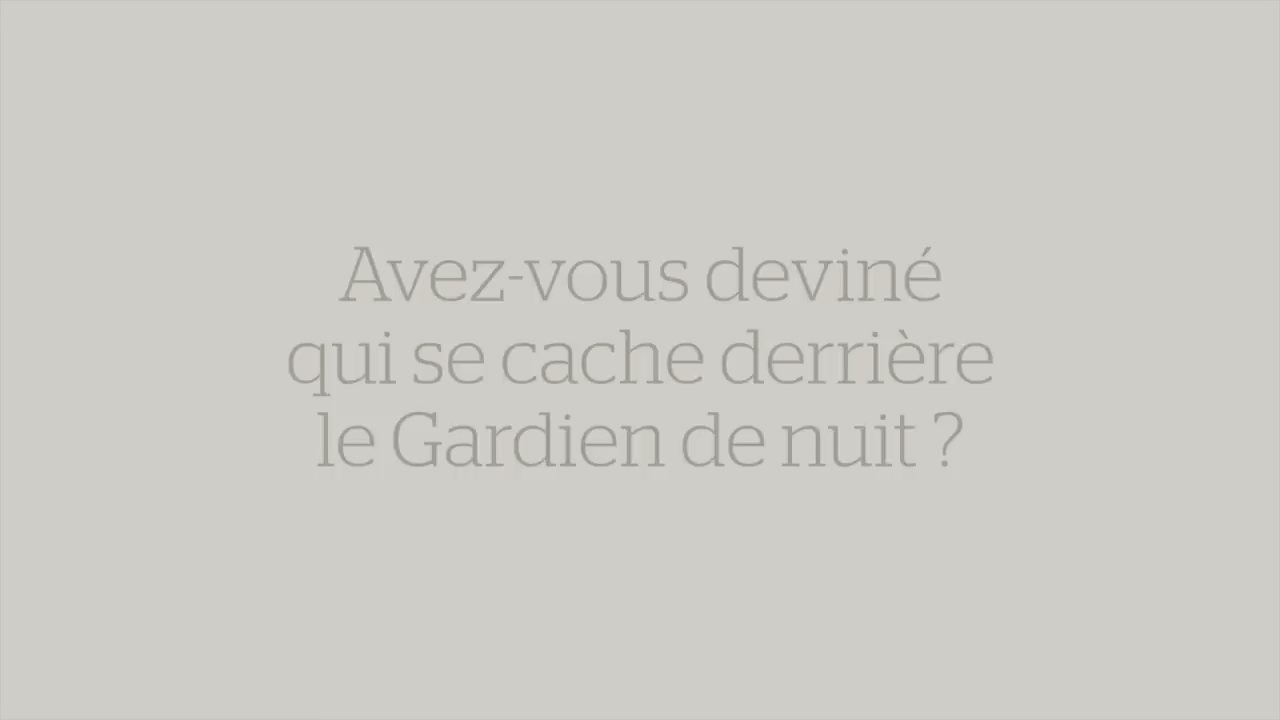 Avez-vous deviné
qui se cache derrière
le Gardien de nuit ?